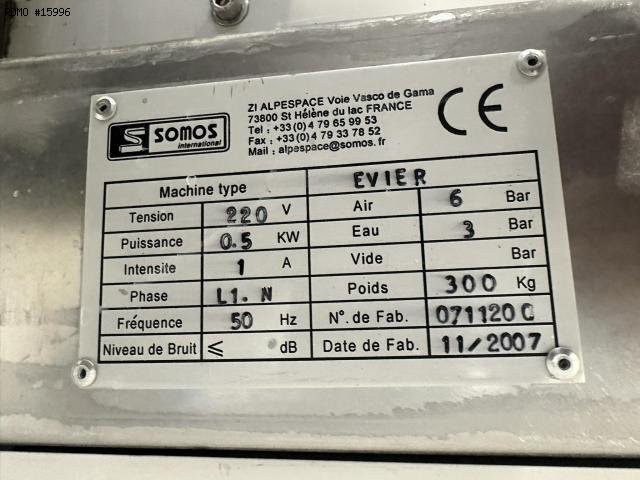 PDMO #15996
ZI ALPESPACE Voie Vasco de Gama
73800 St Hélène du lac FRANCE
Tel : +33(0)4 79 65 99 53
Fax : +33(0)4 79 33 78 52
Mail : alpespace@somos.fr
CE
S SOMOS
international
Machine type EVIER
Tension 220 V Air 6 Bar
Puissance 0.5 KW Eau 3 Bar
Intensite 1 A Vide Bar
Phase L1. N Poids 300 Kg
Fréquence 50 Hz N°. de Fab. 071120C
Niveau de Bruit ≤ dB Date de Fab. 11/2007